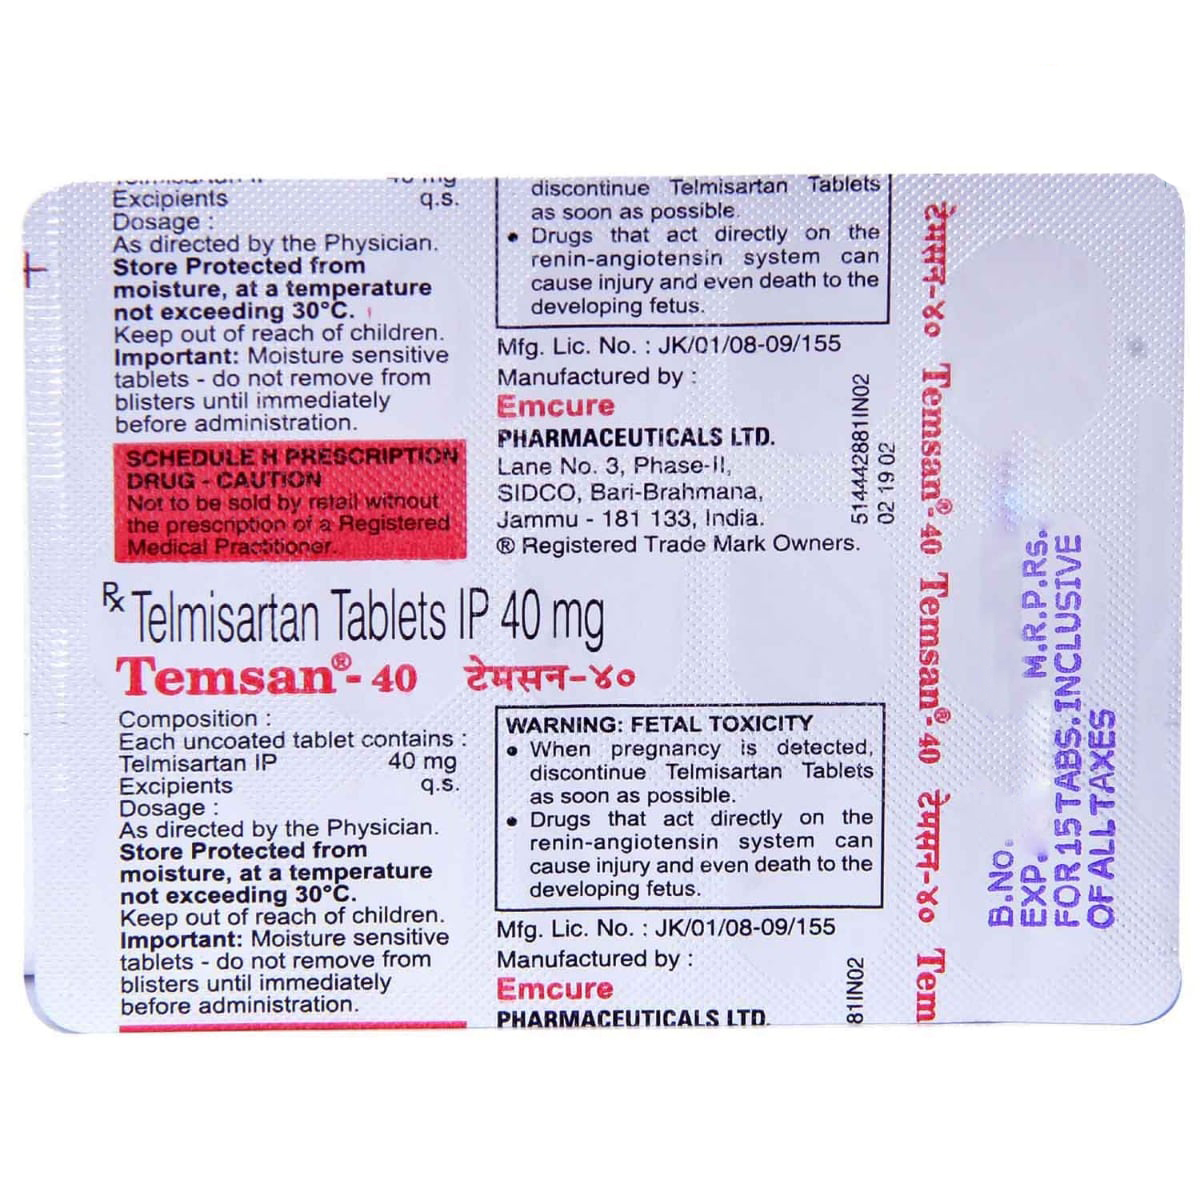 Excipients q.s.
Dosage :
As directed by the Physician.
Store Protected from
moisture, at a temperature
not exceeding 30°C.
Keep out of reach of children.
Important: Moisture sensitive
tablets - do not remove from
blisters until immediately
before administration.
SCHEDULE H PRESCRIPTION
DRUG - CAUTION
Not to be sold by retail without
the prescription of a Registered
Medical Practitioner.
discontinue Telmisartan Tablets
as soon as possible.
• Drugs that act directly on the
renin-angiotensin system can
cause injury and even death to the
developing fetus.
Mfg. Lic. No. : JK/01/08-09/155
Manufactured by :
Emcure
PHARMACEUTICALS LTD.
Lane No. 3, Phase-II,
SIDCO, Bari-Brahmana,
Jammu - 181 133, India.
® Registered Trade Mark Owners.
514442881IN02
02 19 02
Rx Telmisartan Tablets IP 40 mg
Temsan®- 40 टेमसन-४०
Composition :
Each uncoated tablet contains :
Telmisartan IP 40 mg
Excipients q.s.
Dosage :
As directed by the Physician.
Store Protected from
moisture, at a temperature
not exceeding 30°C.
Keep out of reach of children.
Important: Moisture sensitive
tablets - do not remove from
blisters until immediately
before administration.
WARNING: FETAL TOXICITY
• When pregnancy is detected,
discontinue Telmisartan Tablets
as soon as possible.
• Drugs that act directly on the
renin-angiotensin system can
cause injury and even death to the
developing fetus.
Mfg. Lic. No. : JK/01/08-09/155
Manufactured by :
Emcure
PHARMACEUTICALS LTD.
81IN02
टेमसन-४० Temsan®- 40 Temsan®- 40 टेमसन-४० Tem
B.No.
EXP. M.R.P.Rs.
FOR15TABS.INCLUSIVE
OF ALL TAXES